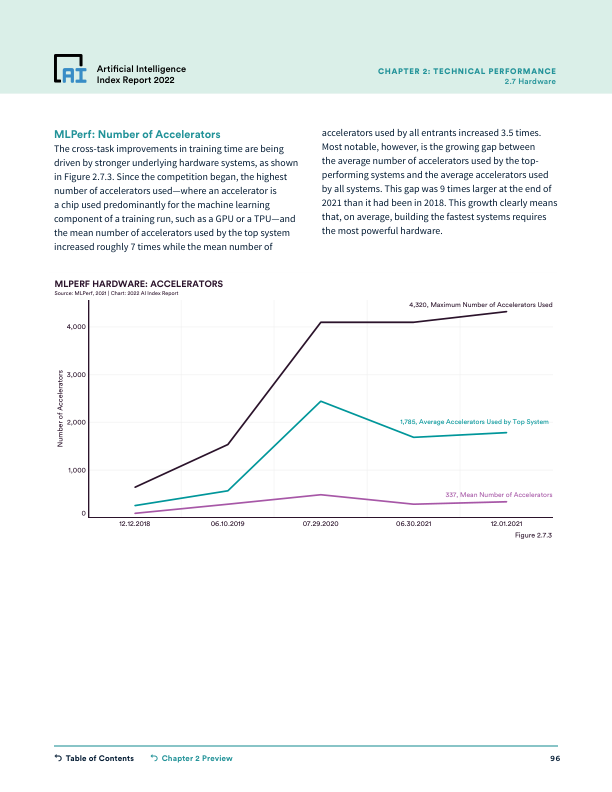 AI
Artificial Intelligence
Index Report 2022
CHAPTER 2: TECHNICAL PERFORMANCE
2.7 Hardware
MLPerf: Number of Accelerators
The cross-task improvements in training time are being
driven by stronger underlying hardware systems, as shown
in Figure 2.7.3. Since the competition began, the highest
number of accelerators used—where an accelerator is
a chip used predominantly for the machine learning
component of a training run, such as a GPU or a TPU—and
the mean number of accelerators used by the top system
increased roughly 7 times while the mean number of
accelerators used by all entrants increased 3.5 times.
Most notable, however, is the growing gap between
the average number of accelerators used by the top-
performing systems and the average accelerators used
by all systems. This gap was 9 times larger at the end of
2021 than it had been in 2018. This growth clearly means
that, on average, building the fastest systems requires
the most powerful hardware.
MLPERF HARDWARE: ACCELERATORS
Source: MLPerf, 2021 | Chart: 2022 AI Index Report
Number of Accelerators
4,000
3,000
2,000
1,000
0
4,320, Maximum Number of Accelerators Used
1,785, Average Accelerators Used by Top System
337, Mean Number of Accelerators
12.12.2018
06.10.2019
07.29.2020
06.30.2021
12.01.2021
Figure 2.7.3
Table of Contents
Chapter 2 Preview
96